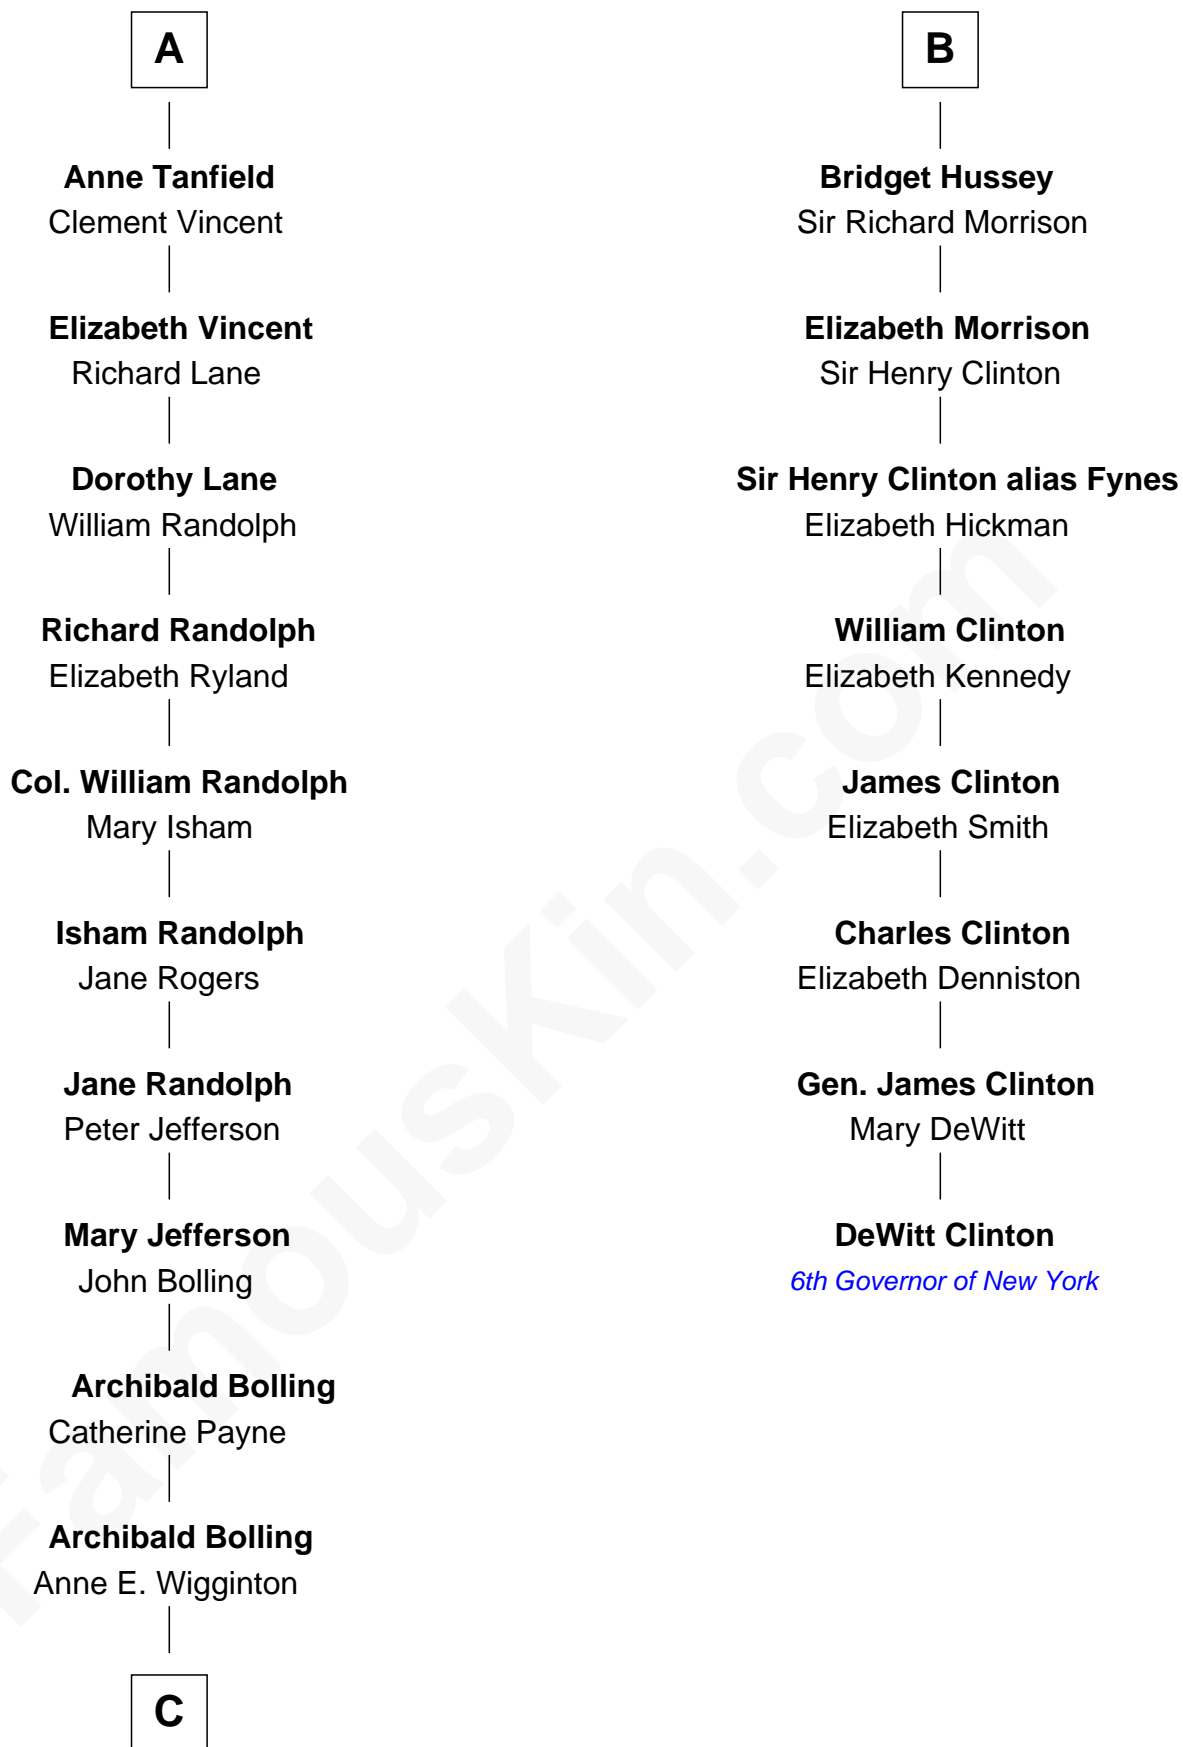 A
Anne Tanfield
Clement Vincent
Elizabeth Vincent
Richard Lane
Dorothy Lane
William Randolph
Richard Randolph
Elizabeth Ryland
Col. William Randolph
Mary Isham
Isham Randolph
Jane Rogers
Jane Randolph
Peter Jefferson
Mary Jefferson
John Bolling
Archibald Bolling
Catherine Payne
Archibald Bolling
Anne E. Wigginton
C
B
Bridget Hussey
Sir Richard Morrison
Elizabeth Morrison
Sir Henry Clinton
Sir Henry Clinton alias Fynes
Elizabeth Hickman
William Clinton
Elizabeth Kennedy
James Clinton
Elizabeth Smith
Charles Clinton
Elizabeth Denniston
Gen. James Clinton
Mary DeWitt
DeWitt Clinton
6th Governor of New York
FamousKin.com